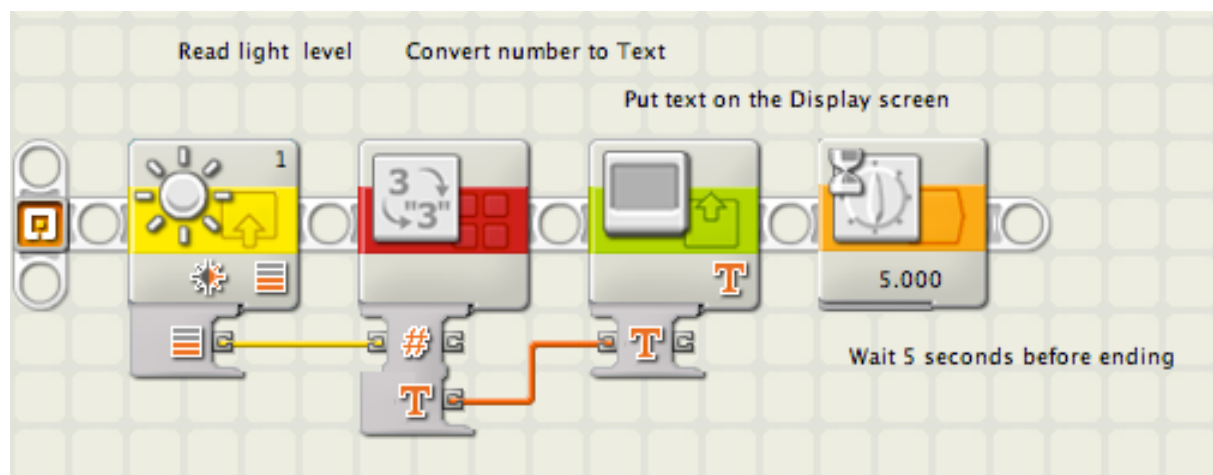 Read light level
Convert number to Text
Put text on the Display screen
1
3
"3"
T
5.000
#
T
T
Wait 5 seconds before ending